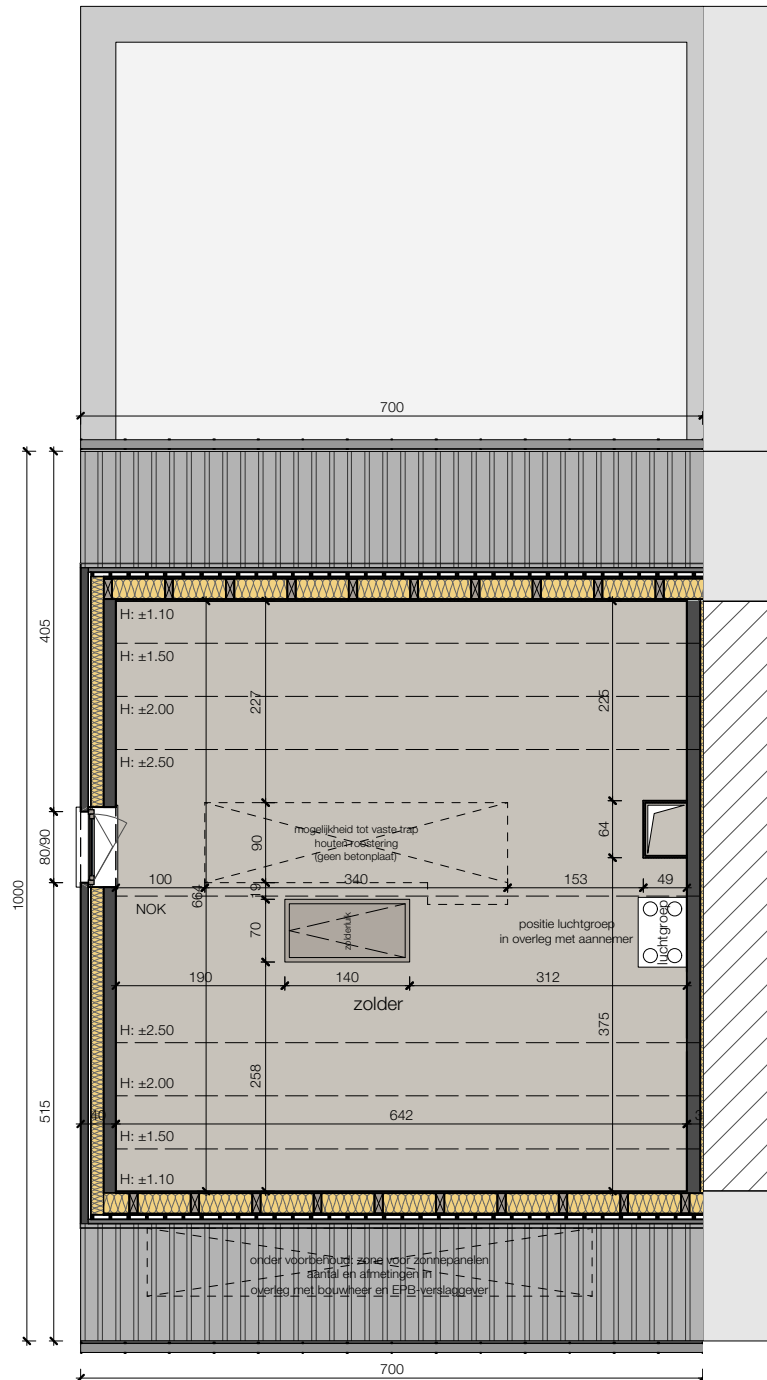 700
405
80/90
1000
515
H: ±1.10
H: ±1.50
H: ±2.00
H: ±2.50
227
225
mogelijkheid tot vaste trap
houten roostering
(geen betonplaat)
90
64
100
664
19
340
153
49
NOK
70
zolderluik
positie luchtgroep
in overleg met aannemer
luchtgroep
190
140
312
zolder
375
H: ±2.50
258
H: ±2.00
40
642
3
H: ±1.50
H: ±1.10
onder voorbehoud: zone voor zonnepanelen
aantal en afmetingen in
overleg met bouwheer en EPB-verslaggever
700